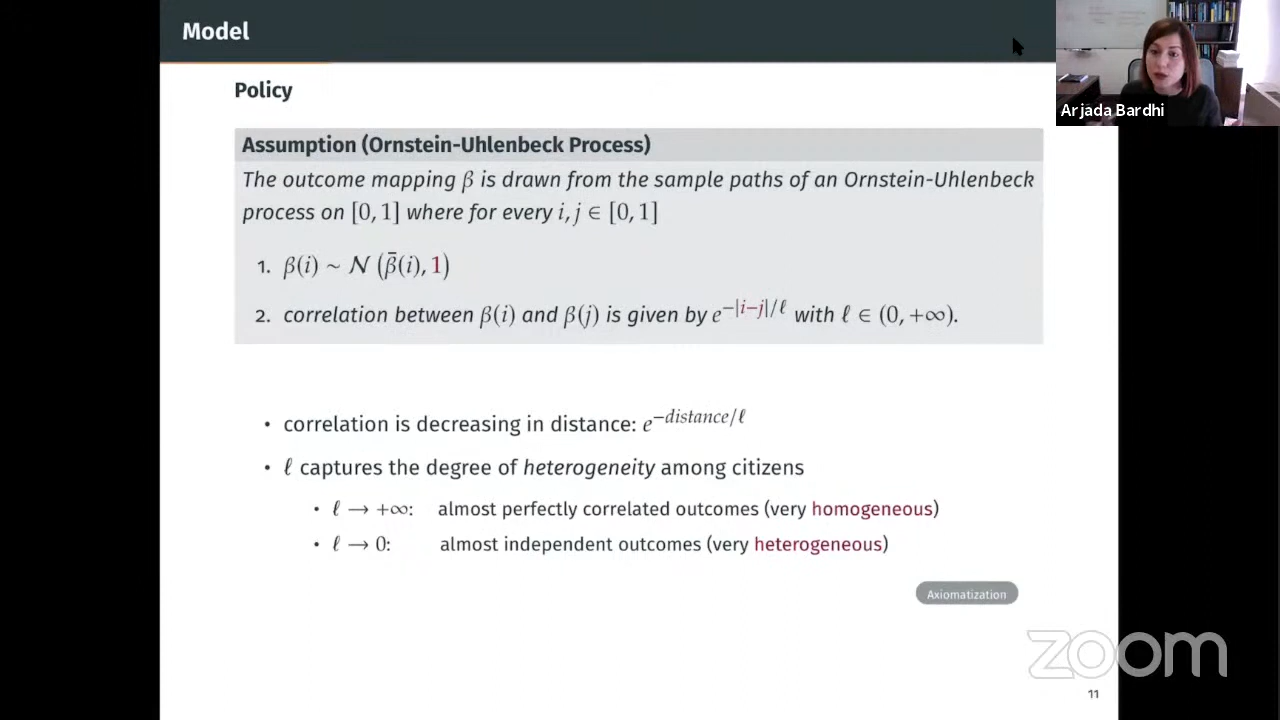 Model
Arjada Bardhi
Policy
Assumption (Ornstein-Uhlenbeck Process)
The outcome mapping β is drawn from the sample paths of an Ornstein-Uhlenbeck
process on [0, 1] where for every i, j ∈ [0, 1]
1. β(i) ∼ N (β̄(i), 1)
2. correlation between β(i) and β(j) is given by e^{−|i−j|/ℓ} with ℓ ∈ (0, +∞).
• correlation is decreasing in distance: e^{−distance/ℓ}
• ℓ captures the degree of heterogeneity among citizens
• ℓ → +∞: almost perfectly correlated outcomes (very homogeneous)
• ℓ → 0: almost independent outcomes (very heterogeneous)
Axiomatization
zoom
11